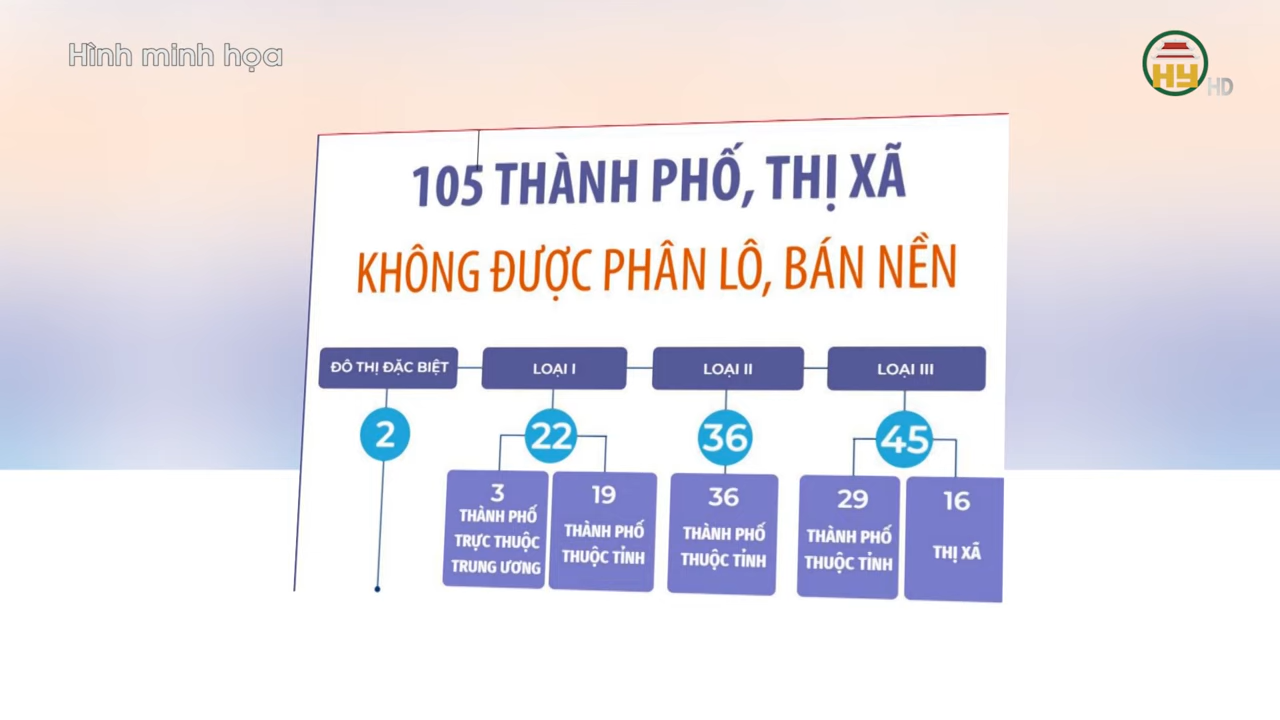 Hình minh họa
HY HD
105 THÀNH PHỐ, THỊ XÃ
KHÔNG ĐƯỢC PHÂN LÔ, BÁN NỀN
ĐÔ THỊ ĐẶC BIỆT
LOẠI I
LOẠI II
LOẠI III
2
22
36
45
3
THÀNH PHỐ
TRỰC THUỘC
TRUNG ƯƠNG
19
THÀNH PHỐ
THUỘC TỈNH
36
THÀNH PHỐ
THUỘC TỈNH
29
THÀNH PHỐ
THUỘC TỈNH
16
THỊ XÃ